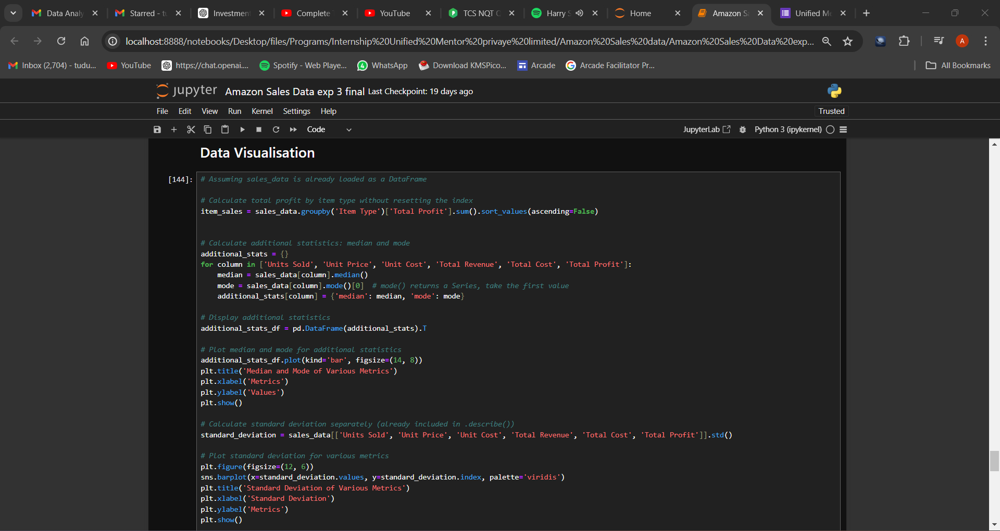 Data Analy
Starred - tu
Investment
Complete
YouTube
TCS NQT C
Harry S
Home
Amazon Sa
Unified Me
localhost:8888/notebooks/Desktop/files/Programs/Internship%20Unified%20Mentor%20privaye%20limited/Amazon%20Sales%20data/Amazon%20Sales%20Data%20exp...
A
Inbox (2,704) - tudu...
YouTube
https://chat.openai....
Spotify - Web Playe...
4 WhatsApp
Download KMSPico...
Arcade
Arcade Facilitator Pr...
All Bookmarks
jupyter Amazon Sales Data exp 3 final Last Checkpoint: 19 days ago
File Edit View Run Kernel Settings Help
Trusted
Code
JupyterLab
Python 3 (ipykernel)
Data Visualisation
[144]: # Assuming sales_data is already loaded as a DataFrame
# Calculate total profit by item type without resetting the index
item_sales = sales_data.groupby('Item Type')['Total Profit'].sum().sort_values(ascending=False)
# Calculate additional statistics: median and mode
additional_stats = {}
for column in ['Units Sold', 'Unit Price', 'Unit Cost', 'Total Revenue', 'Total Cost', 'Total Profit']:
    median = sales_data[column].median()
    mode = sales_data[column].mode()[0]  # mode() returns a Series, take the first value
    additional_stats[column] = {'median': median, 'mode': mode}
# Display additional statistics
additional_stats_df = pd.DataFrame(additional_stats).T
# Plot median and mode for additional statistics
additional_stats_df.plot(kind='bar', figsize=(14, 8))
plt.title('Median and Mode of Various Metrics')
plt.xlabel('Metrics')
plt.ylabel('Values')
plt.show()
# Calculate standard deviation separately (already included in .describe())
standard_deviation = sales_data[['Units Sold', 'Unit Price', 'Unit Cost', 'Total Revenue', 'Total Cost', 'Total Profit']].std()
# Plot standard deviation for various metrics
plt.figure(figsize=(12, 6))
sns.barplot(x=standard_deviation.values, y=standard_deviation.index, palette='viridis')
plt.title('Standard Deviation of Various Metrics')
plt.xlabel('Standard Deviation')
plt.ylabel('Metrics')
plt.show()